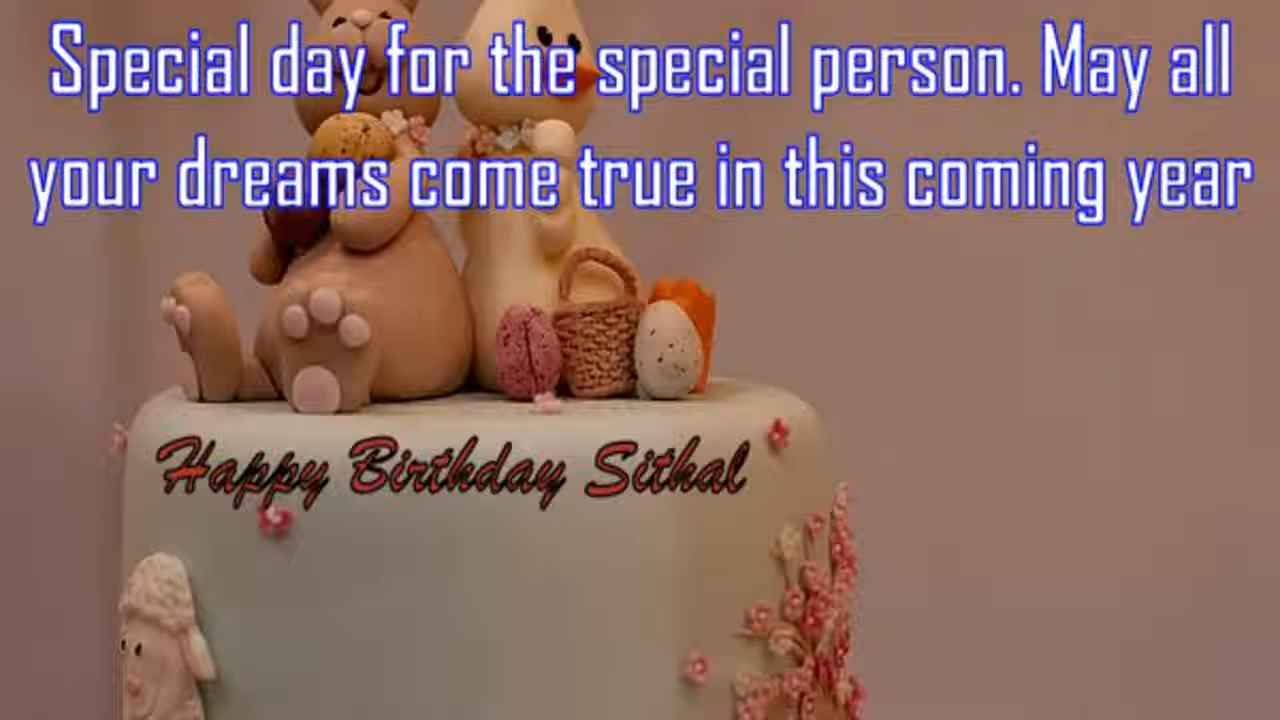 Special day for the special person. May all
your dreams come true in this coming year
Happy Birthday Sithal